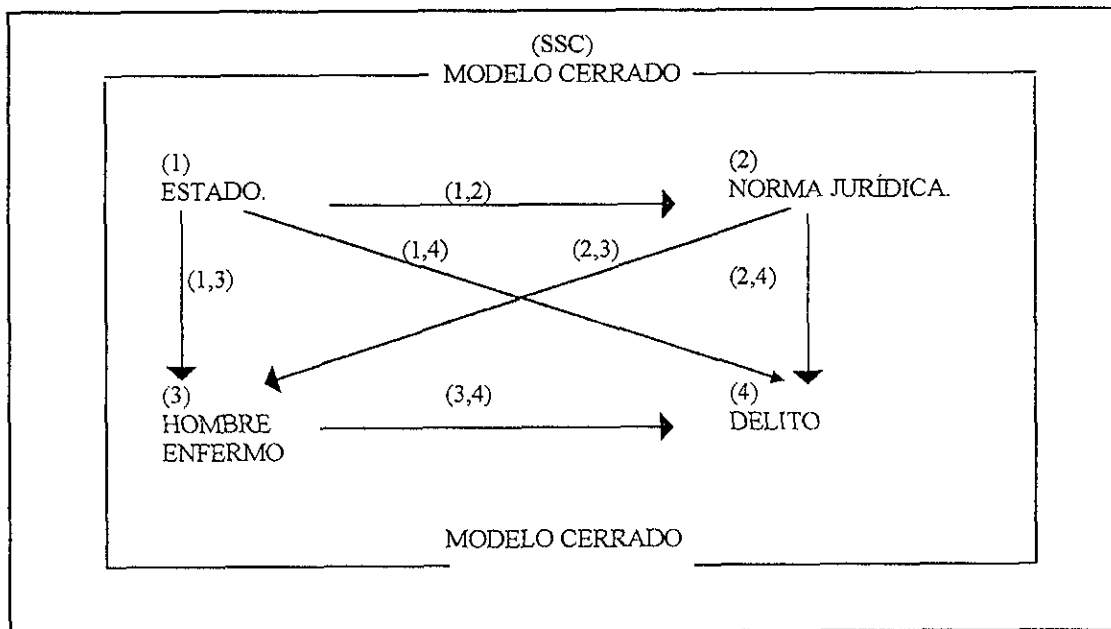 (SSC)
MODELO CERRADO
(1)
ESTADO.
(1,2)
(2)
NORMA JURÍDICA.
(1,3)
(1,4)
(2,3)
(2,4)
(3)
HOMBRE
ENFERMO
(3,4)
(4)
DELITO
MODELO CERRADO